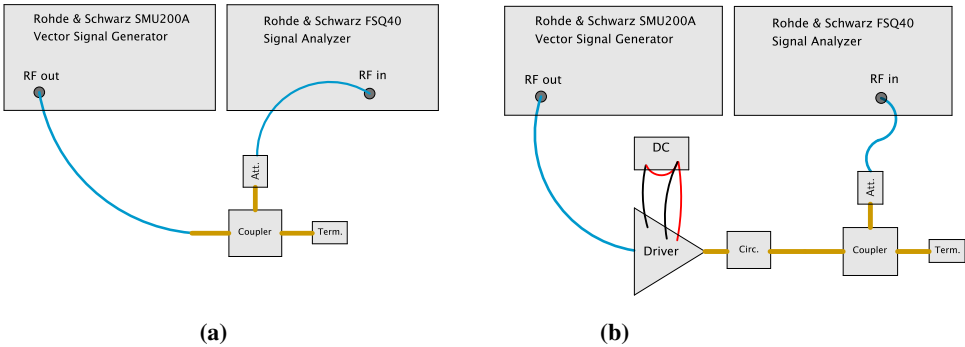 Rohde & Schwarz SMU200A
Vector Signal Generator
RF out
Rohde & Schwarz FSQ40
Signal Analyzer
RF in
Att.
Coupler
Term.
(a)
Rohde & Schwarz SMU200A
Vector Signal Generator
RF out
Rohde & Schwarz FSQ40
Signal Analyzer
RF in
DC
Att.
Driver
Circ.
Coupler
Term.
(b)